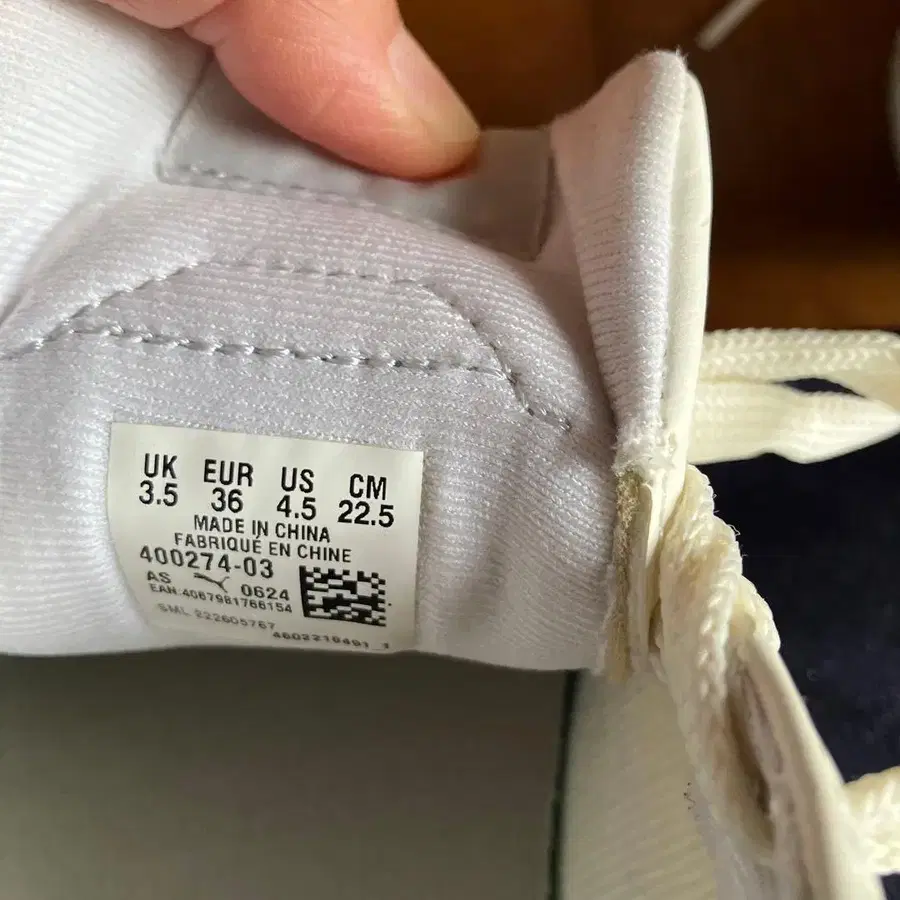 UK EUR US CM
3.5 36 4.5 22.5
MADE IN CHINA
FABRIQUÉ EN CHINE
400274-03
AS 0624
EAN:4067981766154
SML 222605767
4602216491_1